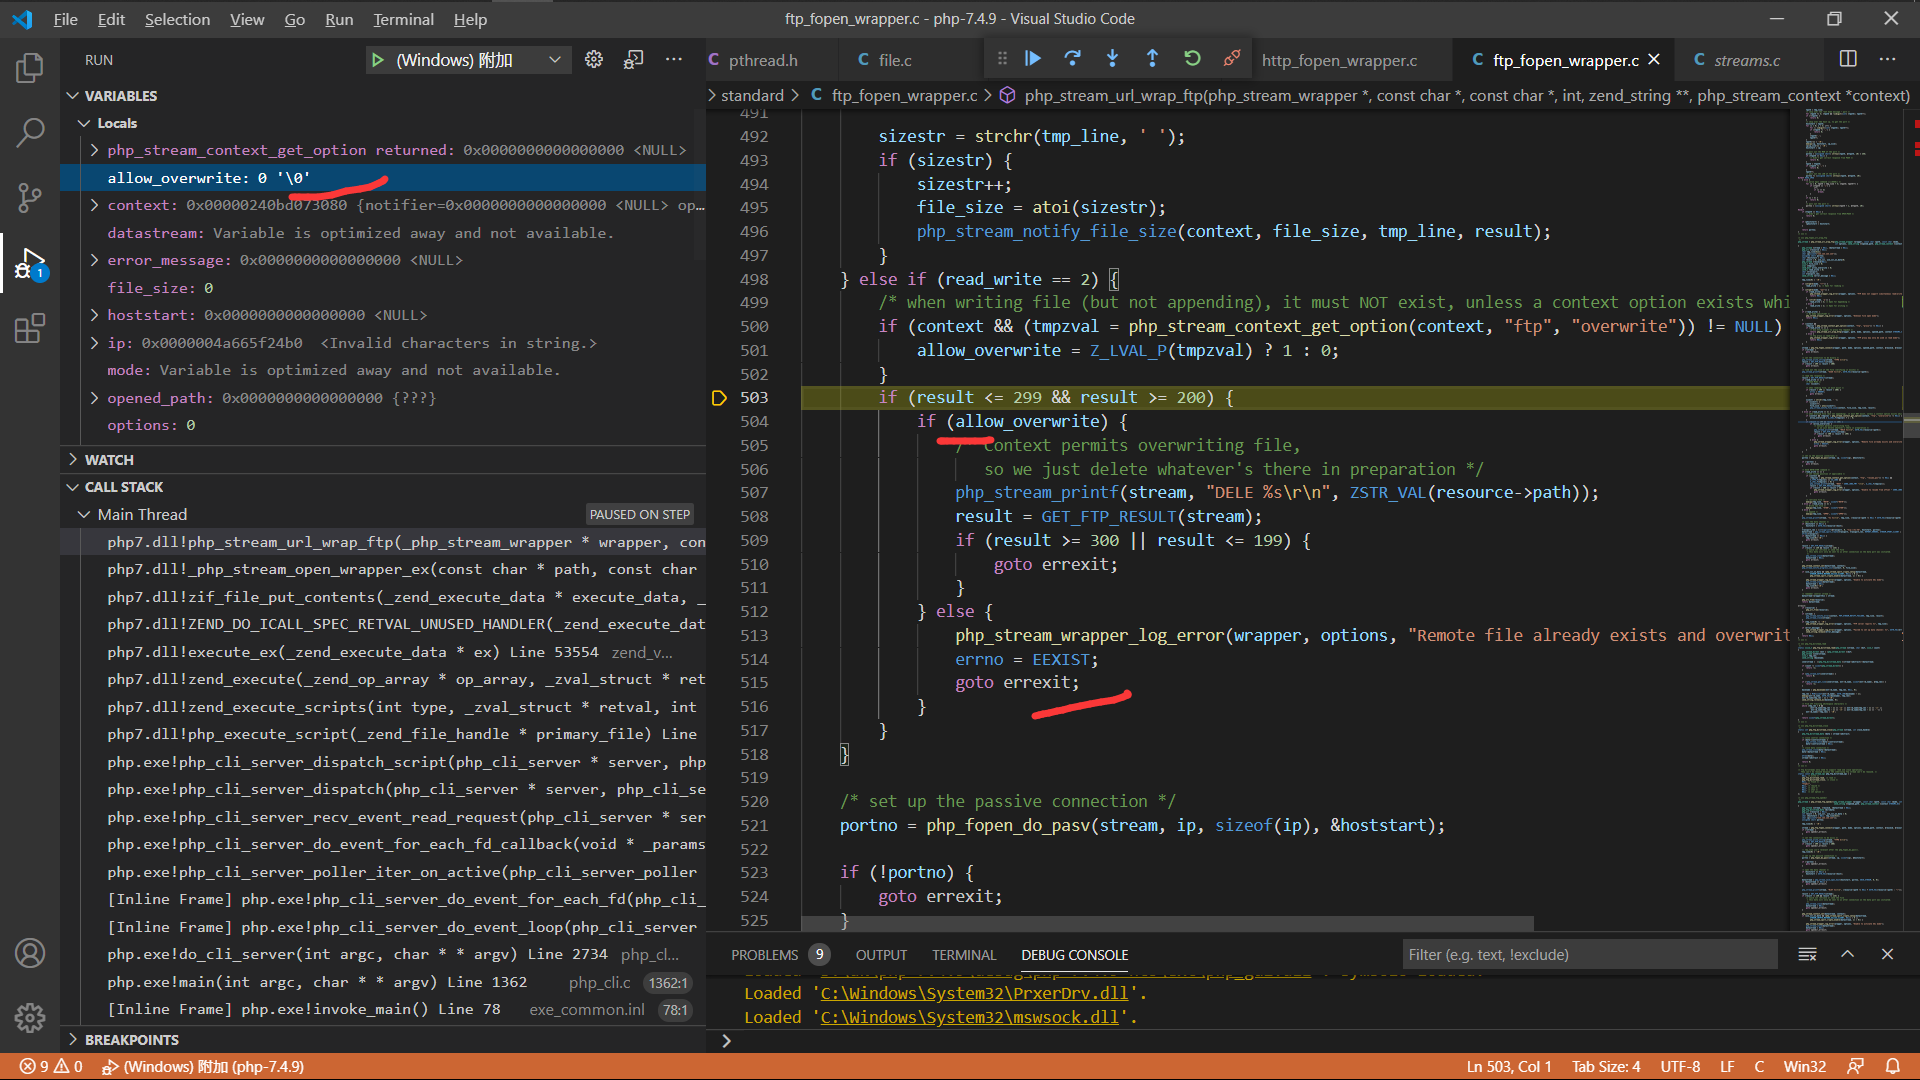 File Edit Selection View Go Run Terminal Help
ftp_fopen_wrapper.c - php-7.4.9 - Visual Studio Code
RUN
(Windows) 附加
VARIABLES
Locals
php_stream_context_get_option returned: 0x0000000000000000 <NULL>
allow_overwrite: 0 '\0'
context: 0x00000240bd073080 {notifier=0x0000000000000000 <NULL> op…
datastream: Variable is optimized away and not available.
error_message: 0x0000000000000000 <NULL>
file_size: 0
hoststart: 0x0000000000000000 <NULL>
ip: 0x0000004a665f24b0 <Invalid characters in string.>
mode: Variable is optimized away and not available.
opened_path: 0x0000000000000000 {???}
options: 0
WATCH
CALL STACK
Main Thread PAUSED ON STEP
php7.dll!php_stream_url_wrap_ftp(_php_stream_wrapper * wrapper, con
php7.dll!_php_stream_open_wrapper_ex(const char * path, const char
php7.dll!zif_file_put_contents(_zend_execute_data * execute_data, _
php7.dll!ZEND_DO_ICALL_SPEC_RETVAL_UNUSED_HANDLER(_zend_execute_dat
php7.dll!execute_ex(_zend_execute_data * ex) Line 53554 zend_v...
php7.dll!zend_execute(_zend_op_array * op_array, _zval_struct * ret
php7.dll!zend_execute_scripts(int type, _zval_struct * retval, int
php7.dll!php_execute_script(_zend_file_handle * primary_file) Line
php.exe!php_cli_server_dispatch_script(php_cli_server * server, php
php.exe!php_cli_server_dispatch(php_cli_server * server, php_cli_se
php.exe!php_cli_server_recv_event_read_request(php_cli_server * ser
php.exe!php_cli_server_do_event_for_each_fd_callback(void * _params
php.exe!php_cli_server_poller_iter_on_active(php_cli_server_poller
[Inline Frame] php.exe!php_cli_server_do_event_for_each_fd(php_cli_
[Inline Frame] php.exe!php_cli_server_do_event_loop(php_cli_server
php.exe!do_cli_server(int argc, char * * argv) Line 2734 php_cl...
php.exe!main(int argc, char * * argv) Line 1362 php_cli.c 1362:1
[Inline Frame] php.exe!invoke_main() Line 78 exe_common.inl 78:1
BREAKPOINTS
1
pthread.h
file.c
http_fopen_wrapper.c
ftp_fopen_wrapper.c
streams.c
standard > ftp_fopen_wrapper.c > php_stream_url_wrap_ftp(php_stream_wrapper *, const char *, const char *, int, zend_string **, php_stream_context *context)
491
492 sizestr = strchr(tmp_line, ' ');
493 if (sizestr) {
494 sizestr++;
495 file_size = atoi(sizestr);
496 php_stream_notify_file_size(context, file_size, tmp_line, result);
497 }
498 } else if (read_write == 2) {
499 /* when writing file (but not appending), it must NOT exist, unless a context option exists whi
500 if (context && (tmpzval = php_stream_context_get_option(context, "ftp", "overwrite")) != NULL)
501 allow_overwrite = Z_LVAL_P(tmpzval) ? 1 : 0;
502 }
503 if (result <= 299 && result >= 200) {
504 if (allow_overwrite) {
505 /* Context permits overwriting file,
506 so we just delete whatever's there in preparation */
507 php_stream_printf(stream, "DELE %s\r\n", ZSTR_VAL(resource->path));
508 result = GET_FTP_RESULT(stream);
509 if (result >= 300 || result <= 199) {
510 goto errexit;
511 }
512 } else {
513 php_stream_wrapper_log_error(wrapper, options, "Remote file already exists and overwrit
514 errno = EEXIST;
515 goto errexit;
516 }
517 }
518 }
519
520 /* set up the passive connection */
521 portno = php_fopen_do_pasv(stream, ip, sizeof(ip), &hoststart);
522
523 if (!portno) {
524 goto errexit;
525 }
PROBLEMS 9 OUTPUT TERMINAL DEBUG CONSOLE
Filter (e.g. text, !exclude)
Loaded 'C:\Windows\System32\PrxerDrv.dll'.
Loaded 'C:\Windows\System32\mswsock.dll'.
9 0 (Windows) 附加 (php-7.4.9)
Ln 503, Col 1 Tab Size: 4 UTF-8 LF C Win32